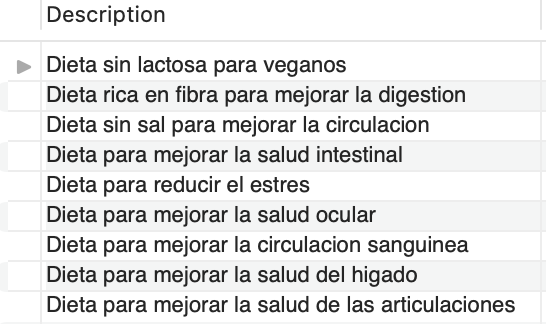 Description
Dieta sin lactosa para veganos
Dieta rica en fibra para mejorar la digestion
Dieta sin sal para mejorar la circulacion
Dieta para mejorar la salud intestinal
Dieta para reducir el estres
Dieta para mejorar la salud ocular
Dieta para mejorar la circulacion sanguinea
Dieta para mejorar la salud del higado
Dieta para mejorar la salud de las articulaciones